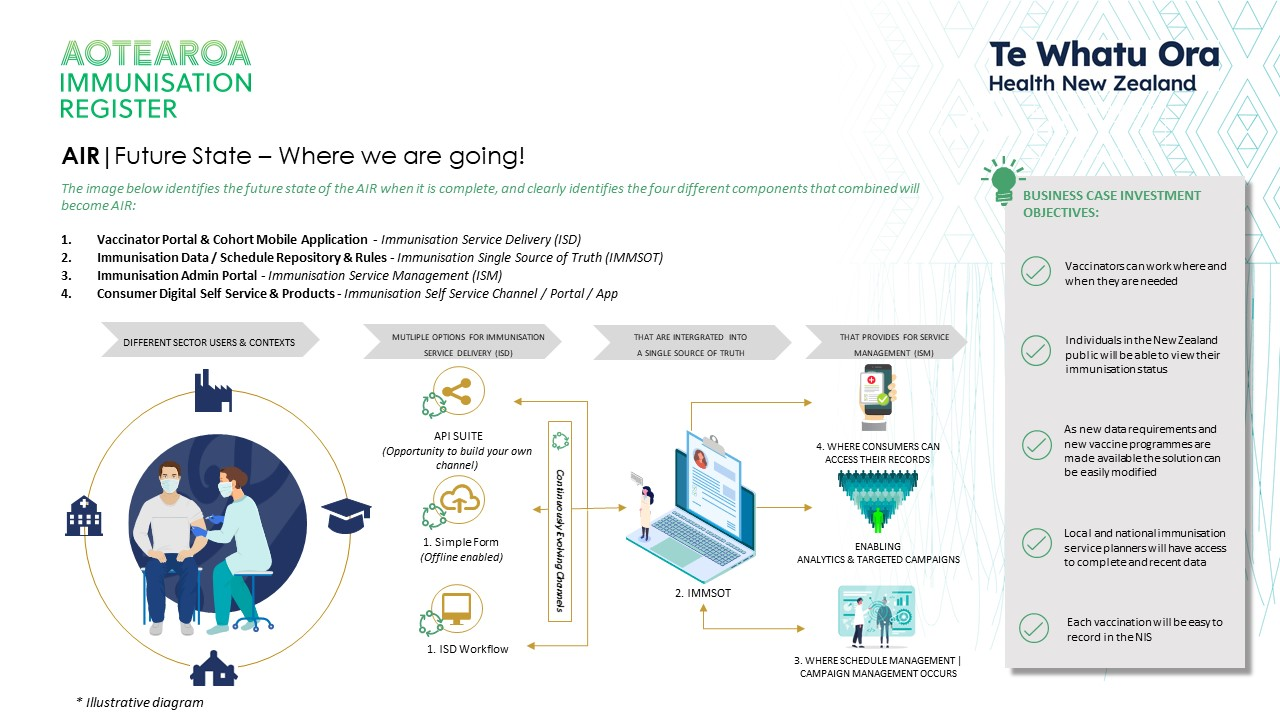 AOTEAROA
IMMUNISATION
REGISTER
Te Whatu Ora
Health New Zealand
AIR|Future State – Where we are going!
The image below identifies the future state of the AIR when it is complete, and clearly identifies the four different components that combined will
become AIR:
1. Vaccinator Portal & Cohort Mobile Application - Immunisation Service Delivery (ISD)
2. Immunisation Data / Schedule Repository & Rules - Immunisation Single Source of Truth (IMMSOT)
3. Immunisation Admin Portal - Immunisation Service Management (ISM)
4. Consumer Digital Self Service & Products - Immunisation Self Service Channel / Portal / App
DIFFERENT SECTOR USERS & CONTEXTS
MUTLIPLE OPTIONS FOR IMMUNISATION
SERVICE DELIVERY (ISD)
THAT ARE INTERGRATED INTO
A SINGLE SOURCE OF TRUTH
THAT PROVIDES FOR SERVICE
MANAGEMENT (ISM)
API SUITE
(Opportunity to build your own
channel)
1. Simple Form
(Offline enabled)
1. ISD Workflow
Continuously Evolving Channels
2. IMMSOT
4. WHERE CONSUMERS CAN
ACCESS THEIR RECORDS
ENABLING
ANALYTICS & TARGETED CAMPAIGNS
3. WHERE SCHEDULE MANAGEMENT |
CAMPAIGN MANAGEMENT OCCURS
* Illustrative diagram
BUSINESS CASE INVESTMENT
OBJECTIVES:
Vaccinators can work where and
when they are needed
Individuals in the New Zealand
public will be able to view their
immunisation status
As new data requirements and
new vaccine programmes are
made available the solution can
be easily modified
Local and national immunisation
service planners will have access
to complete and recent data
Each vaccination will be easy to
record in the NIS